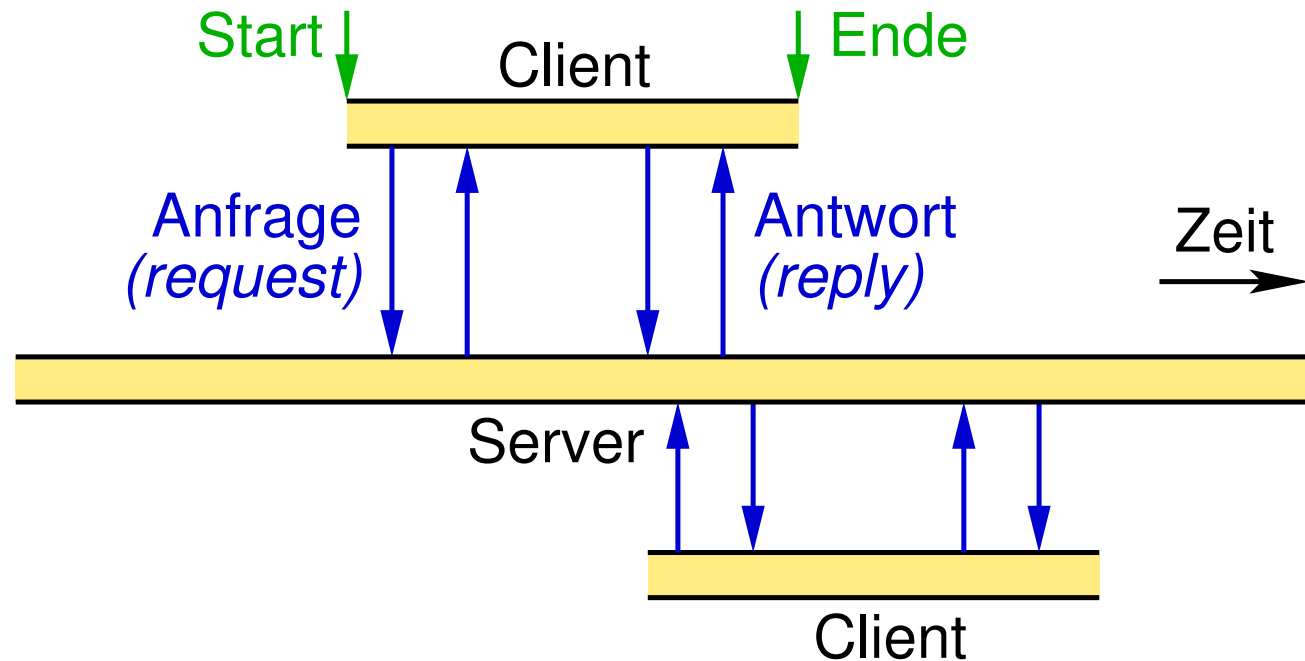 Start
Ende
Client
Anfrage
(request)
Antwort
(reply)
Zeit
Server
Client